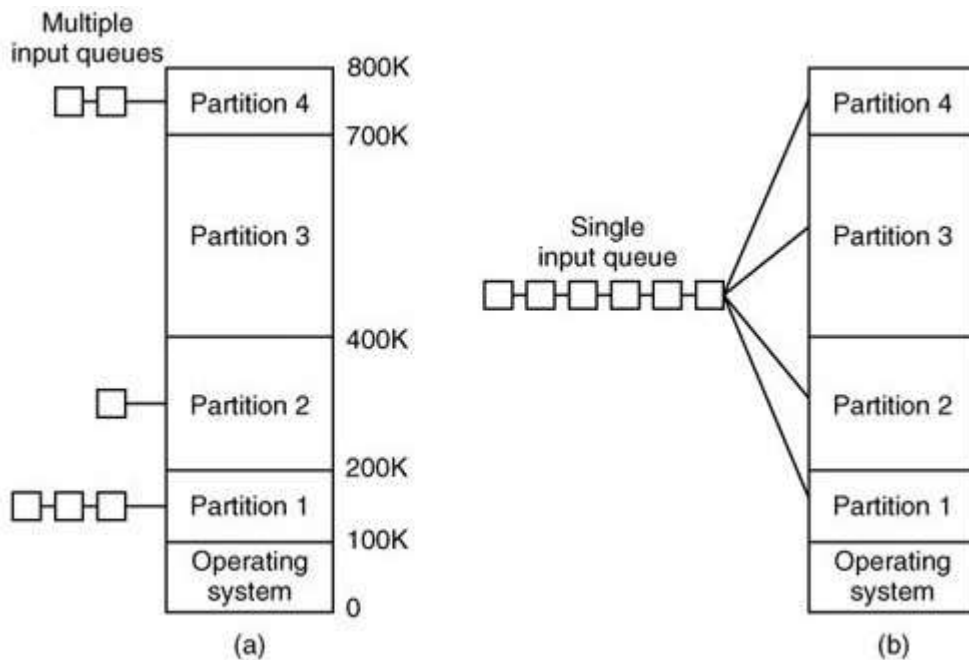 Multiple
input queues
800K
Partition 4
700K
Partition 3
400K
Partition 2
200K
Partition 1
100K
Operating
system
0
(a)
Single
input queue
Partition 4
Partition 3
Partition 2
Partition 1
Operating
system
(b)